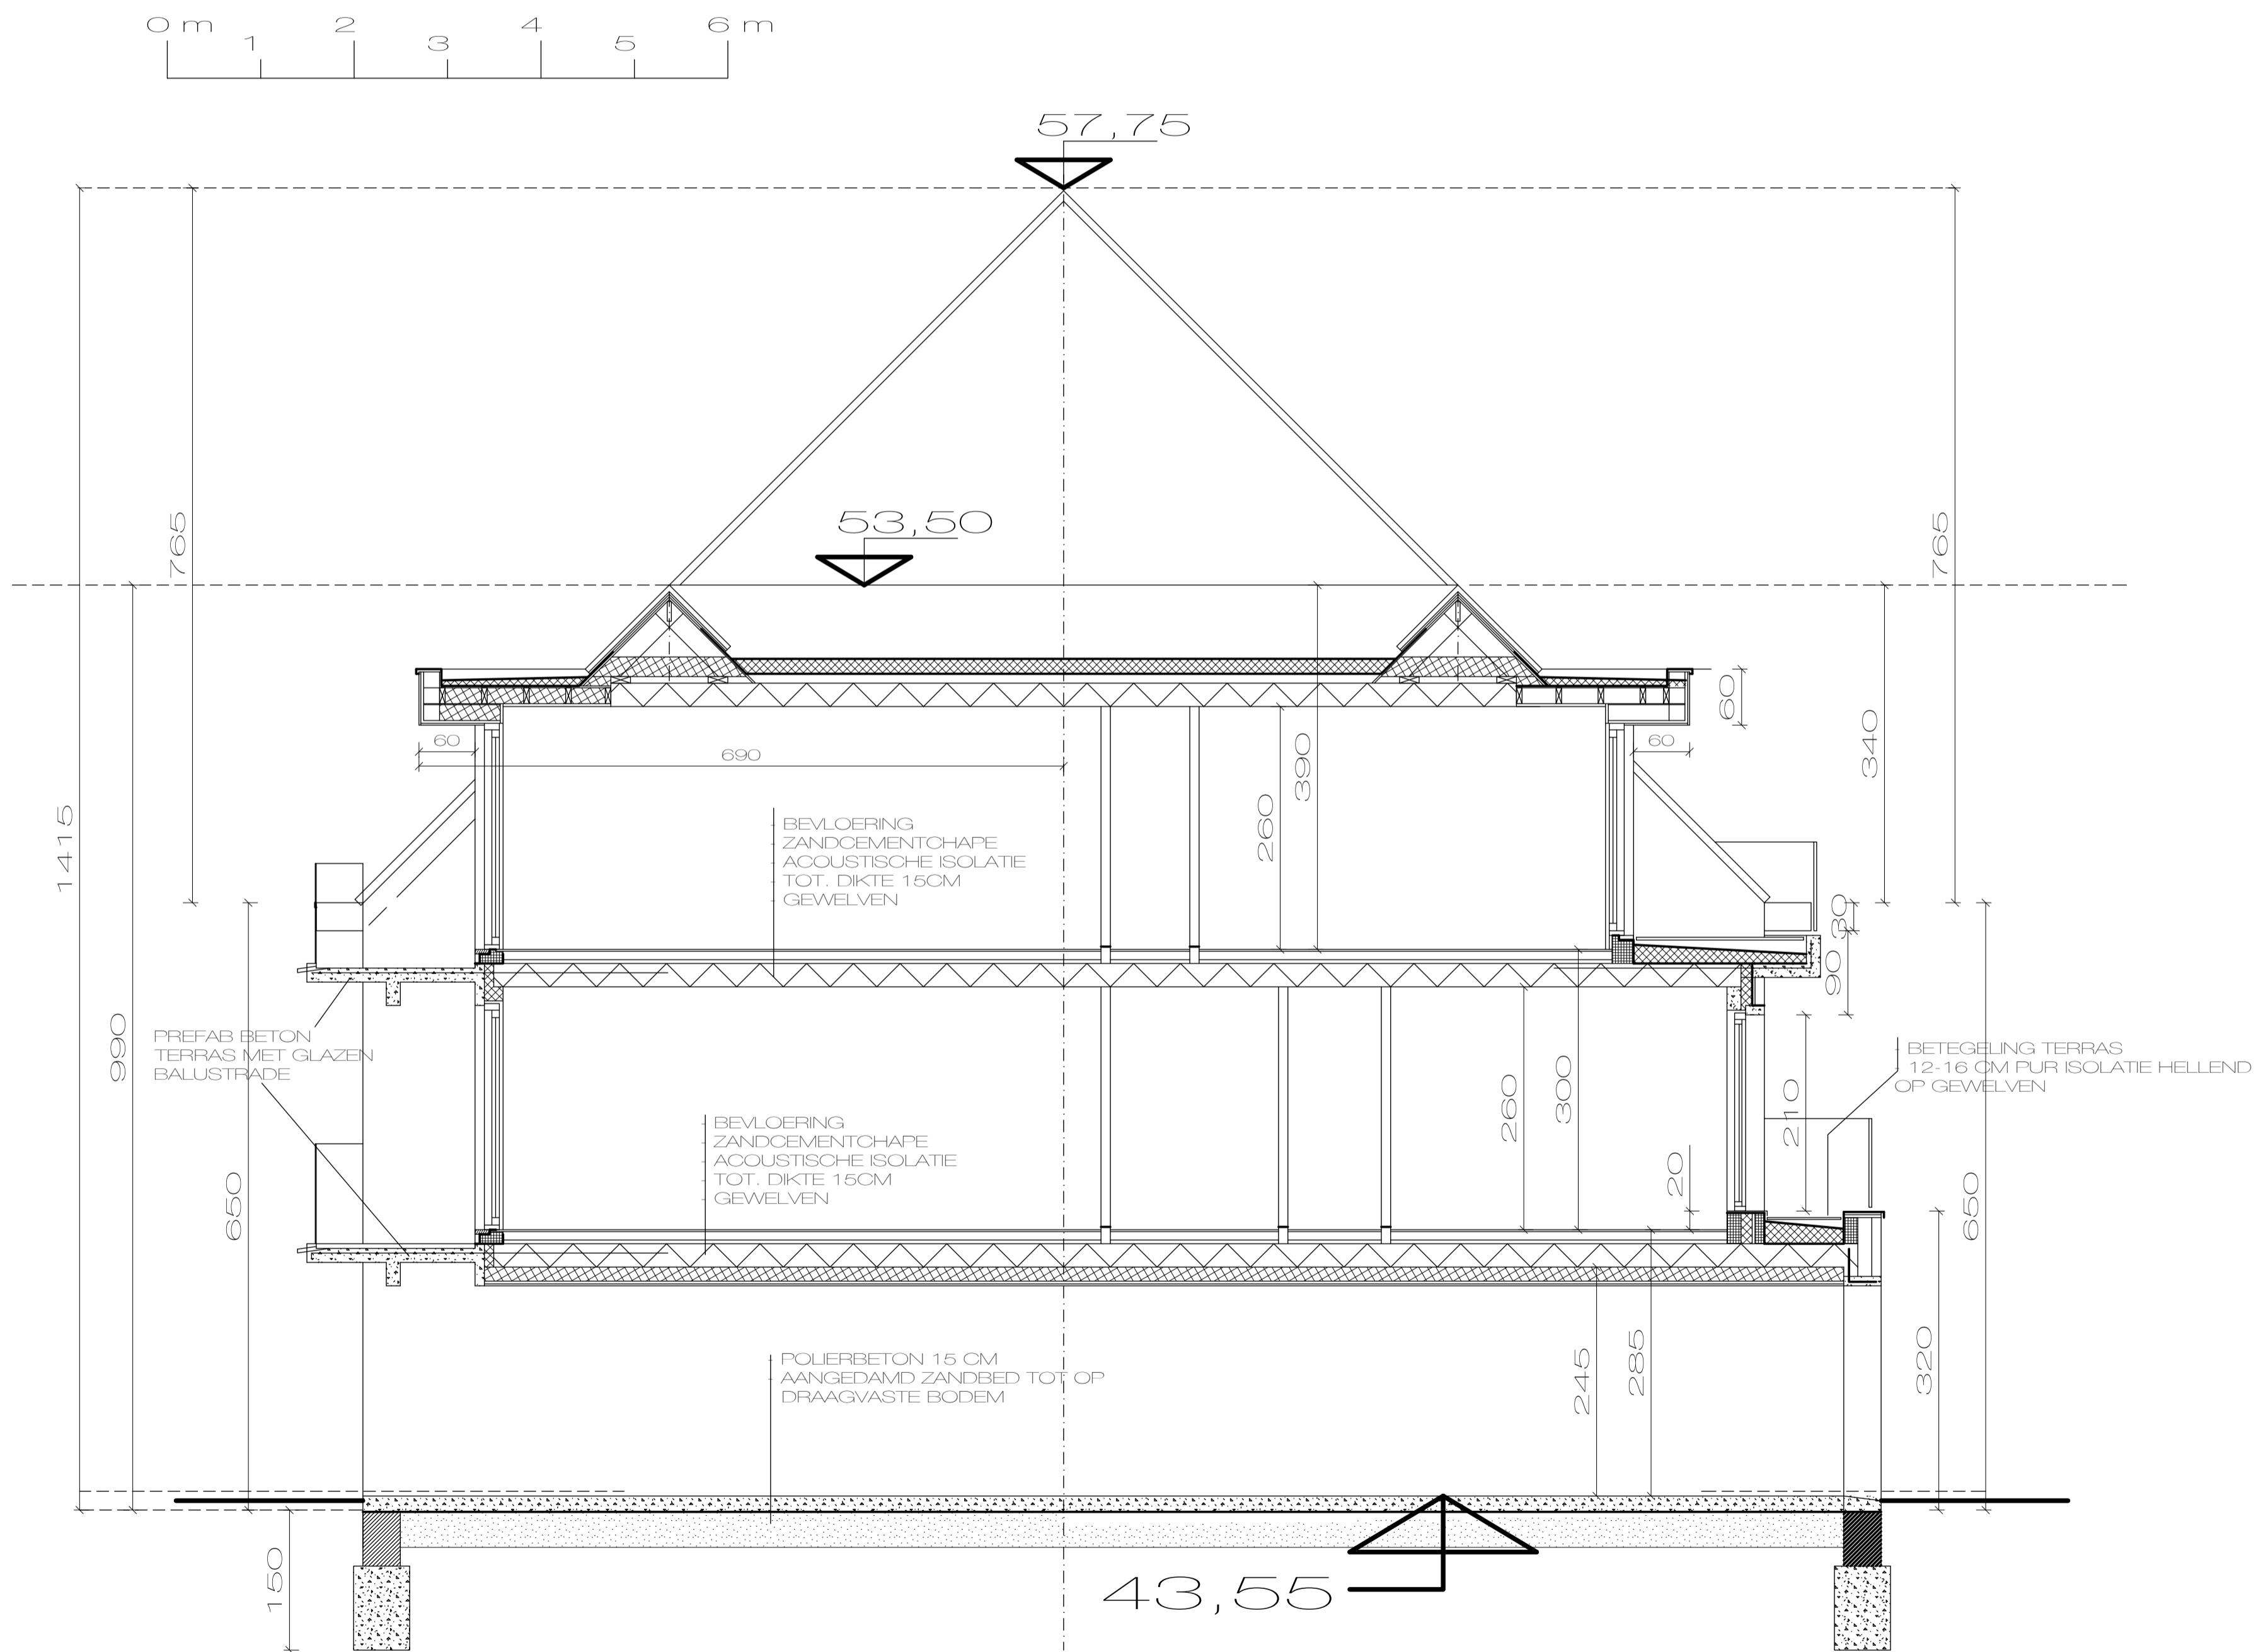 0 m 1 2 3 4 5 6 m
57,75
53,50
765
765
60
690
60
60
340
1415
390
260
BEVLOERING
ZANDCEMENTCHAPE
ACOUSTISCHE ISOLATIE
TOT. DIKTE 15CM
GEWELVEN
30
90
990
PREFAB BETON
TERRAS MET GLAZEN
BALUSTRADE
BETEGELING TERRAS
12-16 CM PUR ISOLATIE HELLEND
OP GEWELVEN
260
300
210
BEVLOERING
ZANDCEMENTCHAPE
ACOUSTISCHE ISOLATIE
TOT. DIKTE 15CM
GEWELVEN
20
650
650
POLIERBETON 15 CM
AANGEDAMD ZANDBED TOT OP
DRAAGVASTE BODEM
245
285
320
150
43,55